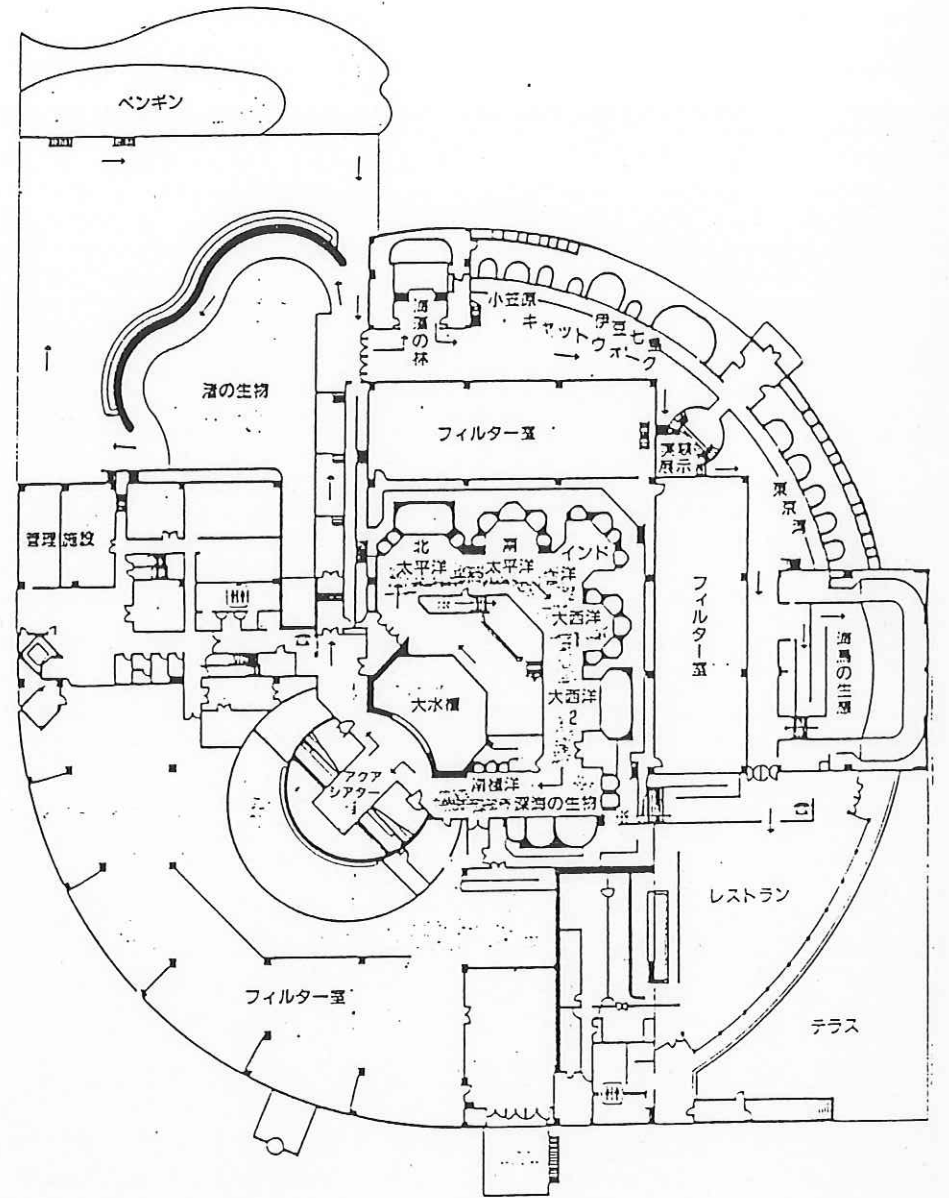 ペンギン
小笠原
伊豆七島
キャットウォーク
海藻の林
渚の生物
フィルター室
東京湾
管理施設
北
太平洋
南
太平洋
インド
洋
大西洋
1
大西洋
2
フィルター室
海鳥の生態
大水槽
アクア
シアター
南極洋
深海の生物
レストラン
フィルター室
テラス